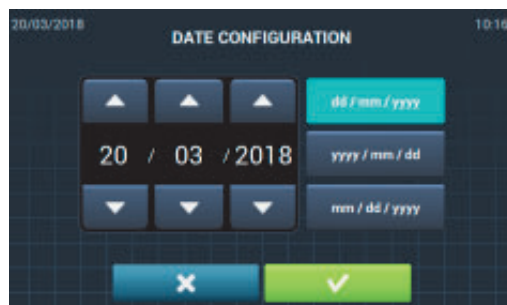 20/03/2018
DATE CONFIGURATION
10:16
dd / mm / yyyy
20 / 03 / 2018
yyyy / mm / dd
mm / dd / yyyy